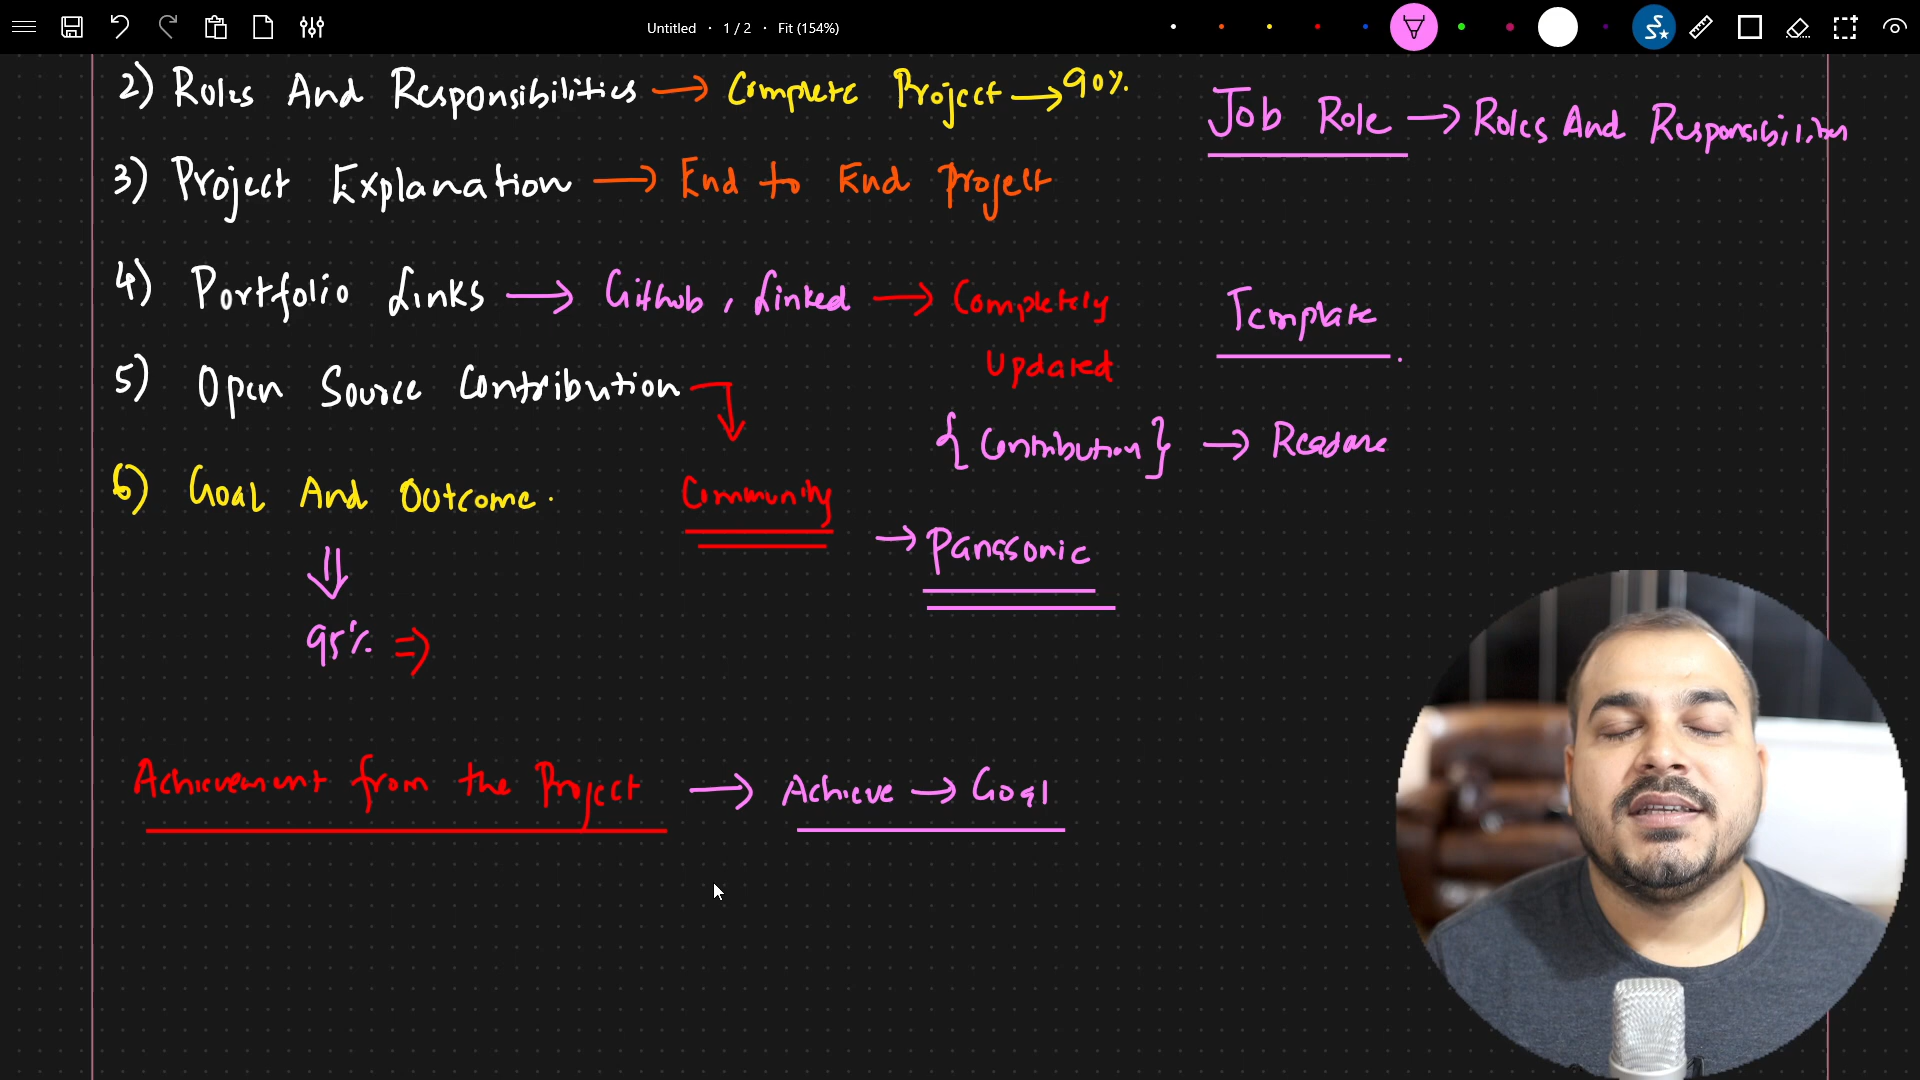 Untitled · 1 / 2 · Fit (154%)
2) Roles And Responsibilities → Complete Project → 90%
Job Role → Roles And Responsibilities
3) Project Explanation → End to End Project
4) Portfolio Links → Github, Linked → Completely Updated
Template
5) Open Source Contribution
{ Contribution } → Readme
6) Goal And Outcome.
Community
→ Panasonic
95% ⇒
Achievement from the Project → Achieve → Goal